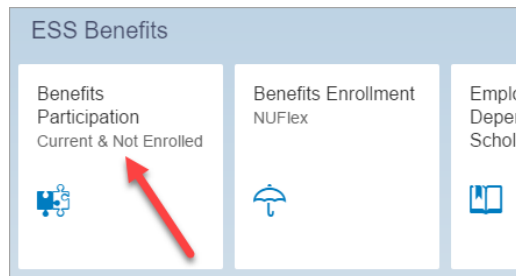 ESS Benefits
Benefits
Participation
Current & Not Enrolled
Benefits Enrollment
NUFlex